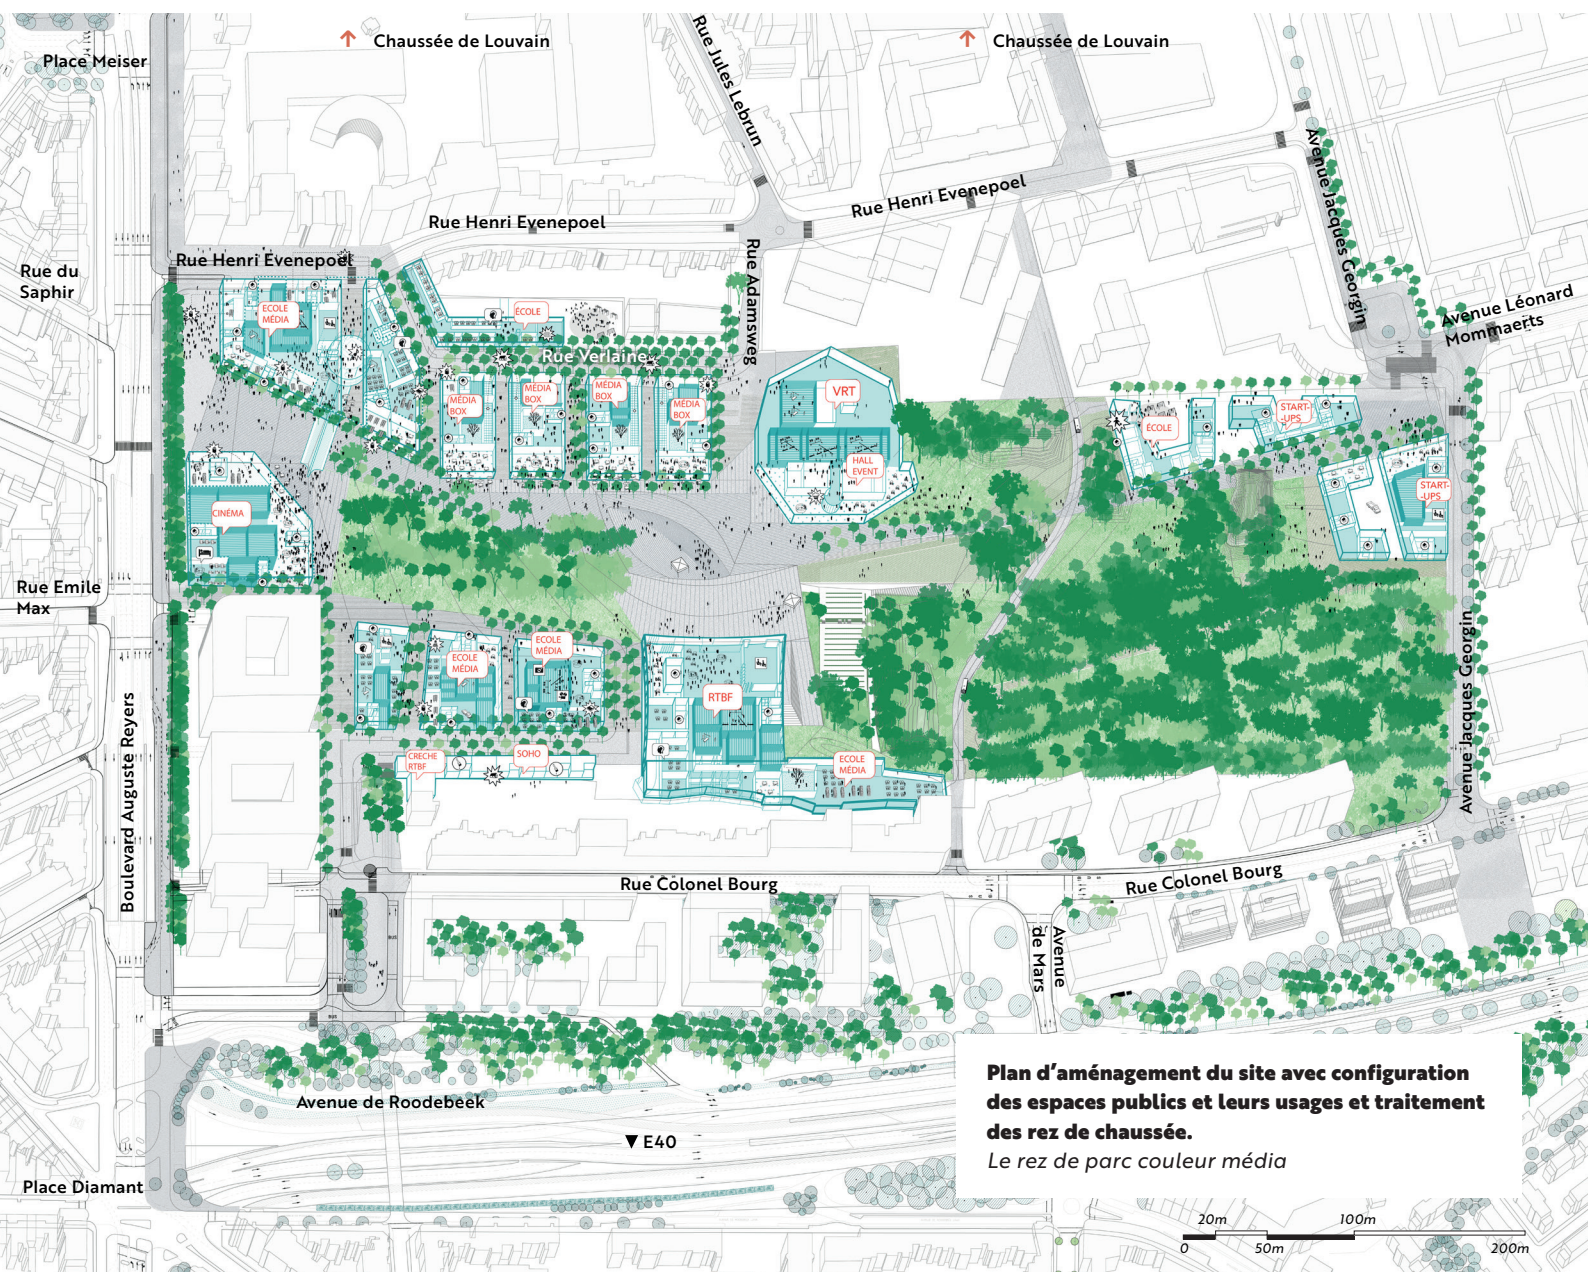 Chaussée de Louvain
Chaussée de Louvain
Place Meiser
Rue Jules Lebrun
Avenue Jacques Georgin
Rue Henri Evenepoel
Rue Henri Evenepoel
Rue Henri Evenepoel
Rue Adamsweg
Rue du
Saphir
Avenue Léonard
Mommaerts
ECOLE
MÉDIA
ÉCOLE
Rue Verlaine
MÉDIA
BOX
MÉDIA
BOX
MÉDIA
BOX
MÉDIA
BOX
VRT
HALL
EVENT
ÉCOLE
START-
-UPS
START-
-UPS
CINÉMA
Rue Emile
Max
ECOLE
MÉDIA
ECOLE
MÉDIA
RTBF
CRECHE
RTBF
SOHO
ECOLE
MÉDIA
Boulevard Auguste Reyers
Avenue Jacques Georgin
Rue Colonel Bourg
Rue Colonel Bourg
BUS
Avenue
de Mars
BUS
Avenue de Roodebeek
E40
Place Diamant
Plan d’aménagement du site avec configuration
des espaces publics et leurs usages et traitement
des rez de chaussée.
Le rez de parc couleur média
20m
100m
0
50m
200m